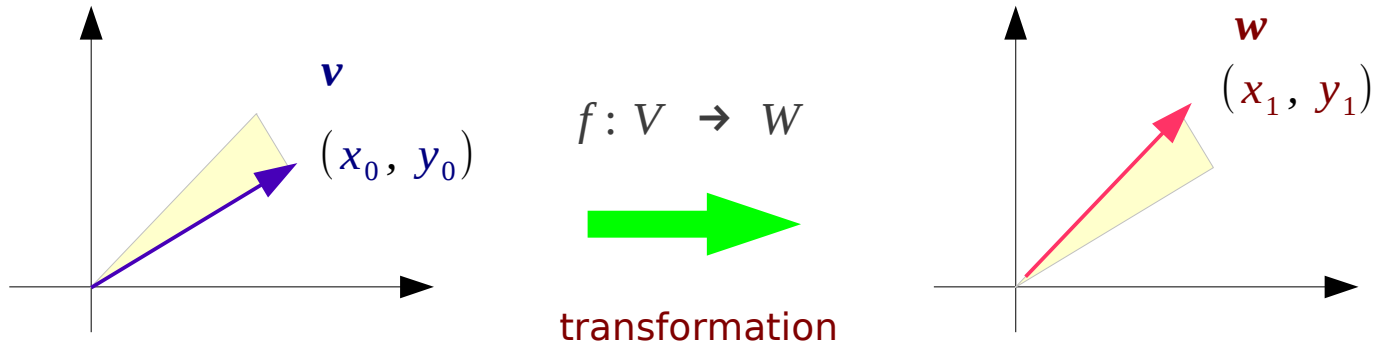 v
(x₀, y₀)
f : V → W
transformation
w
(x₁, y₁)